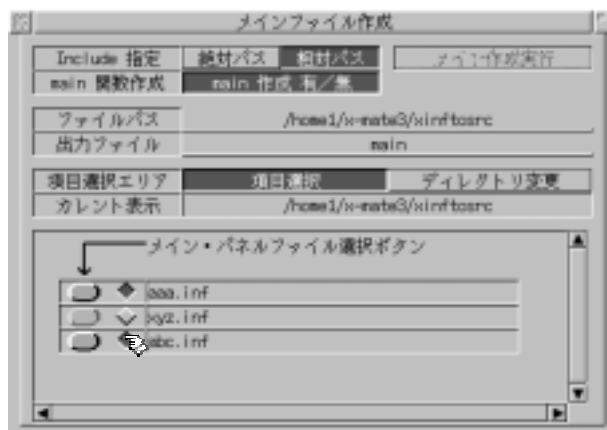 メインファイル作成
Include 指定 絶対パス 相対パス メイン作成実行
main 関数作成 main 作成 有／無
ファイルパス /home1/x-mate3/xinftosrc
出力ファイル main
項目選択エリア 項目選択 ディレクトリ変更
カレント表示 /home1/x-mate3/xinftosrc
メイン・パネルファイル選択ボタン
aaa.inf
xyz.inf
abc.inf